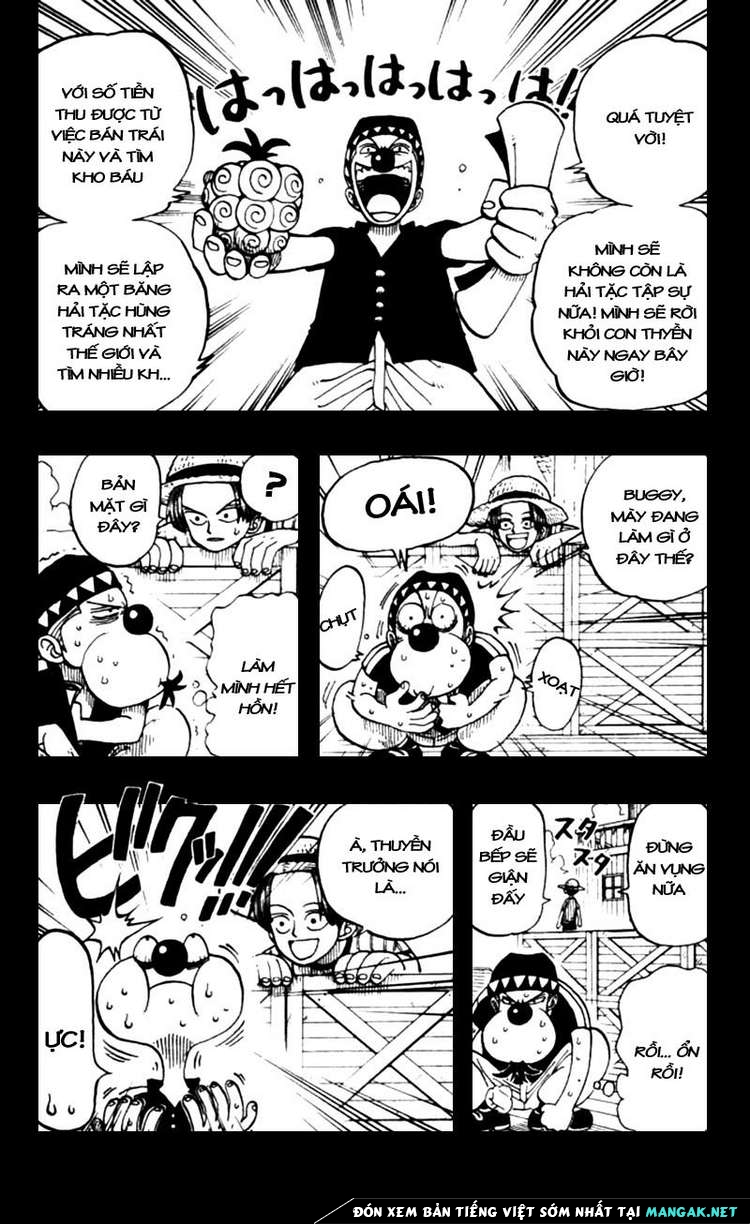 はっはっはっはっは!!
QUÁ TUYỆT
VỜI!
MÌNH SẼ
KHÔNG CÒN LÀ
HẢI TẶC TẬP SỰ
NỮA! MÌNH SẼ RỜI
KHỎI CON THYỀN
NÀY NGAY BÂY
GIỜ!
VỚI SỐ TIỀN
THU ĐƯỢC TỪ
VIỆC BÁN TRÁI
NÀY VÀ TÌM
KHO BÁU
MÌNH SẼ LẬP
RA MỘT BĂNG
HẢI TẶC HÙNG
TRÁNG NHẤT
THẾ GIỚI VÀ
TÌM NHIỀU KH...
BUGGY,
MÀY ĐANG
LÀM GÌ Ở
ĐÂY THẾ?
OÁI!
CHỤT
XOẠT
?
BẢN
MẶT GÌ
ĐÂY?
LÀM
MÌNH HẾT
HỒN!
ĐỪNG
ĂN VỤNG
NỮA
ĐẦU
BẾP SẼ
GIẬN
ĐẤY
スタ
スタ
RỒI... ỔN
RỒI!
À, THUYỀN
TRƯỞNG NÓI
LÀ...
ビクッ!!!
ỰC!
ĐÓN XEM BẢN TIẾNG VIỆT SỚM NHẤT TẠI MANGAK.NET